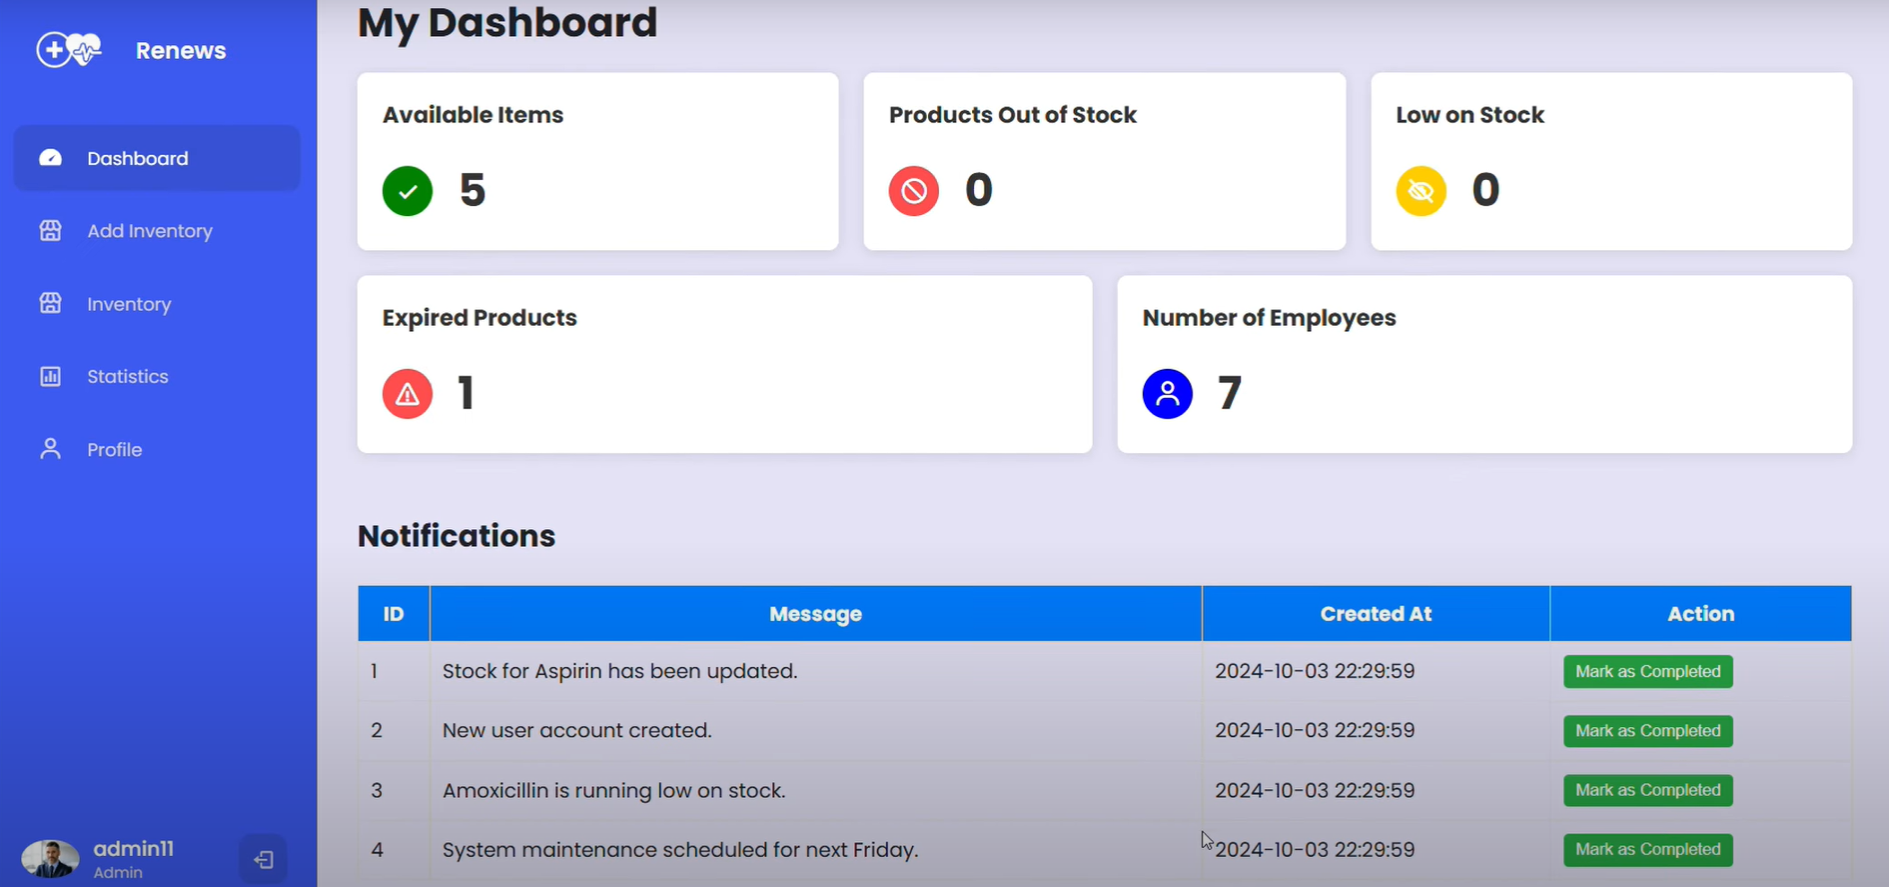 Renews
Dashboard
Add Inventory
Inventory
Statistics
Profile
admin11
Admin
My Dashboard
Available Items
5
Products Out of Stock
0
Low on Stock
0
Expired Products
1
Number of Employees
7
Notifications
ID Message Created At Action
1 Stock for Aspirin has been updated. 2024-10-03 22:29:59 Mark as Completed
2 New user account created. 2024-10-03 22:29:59 Mark as Completed
3 Amoxicillin is running low on stock. 2024-10-03 22:29:59 Mark as Completed
4 System maintenance scheduled for next Friday. 2024-10-03 22:29:59 Mark as Completed